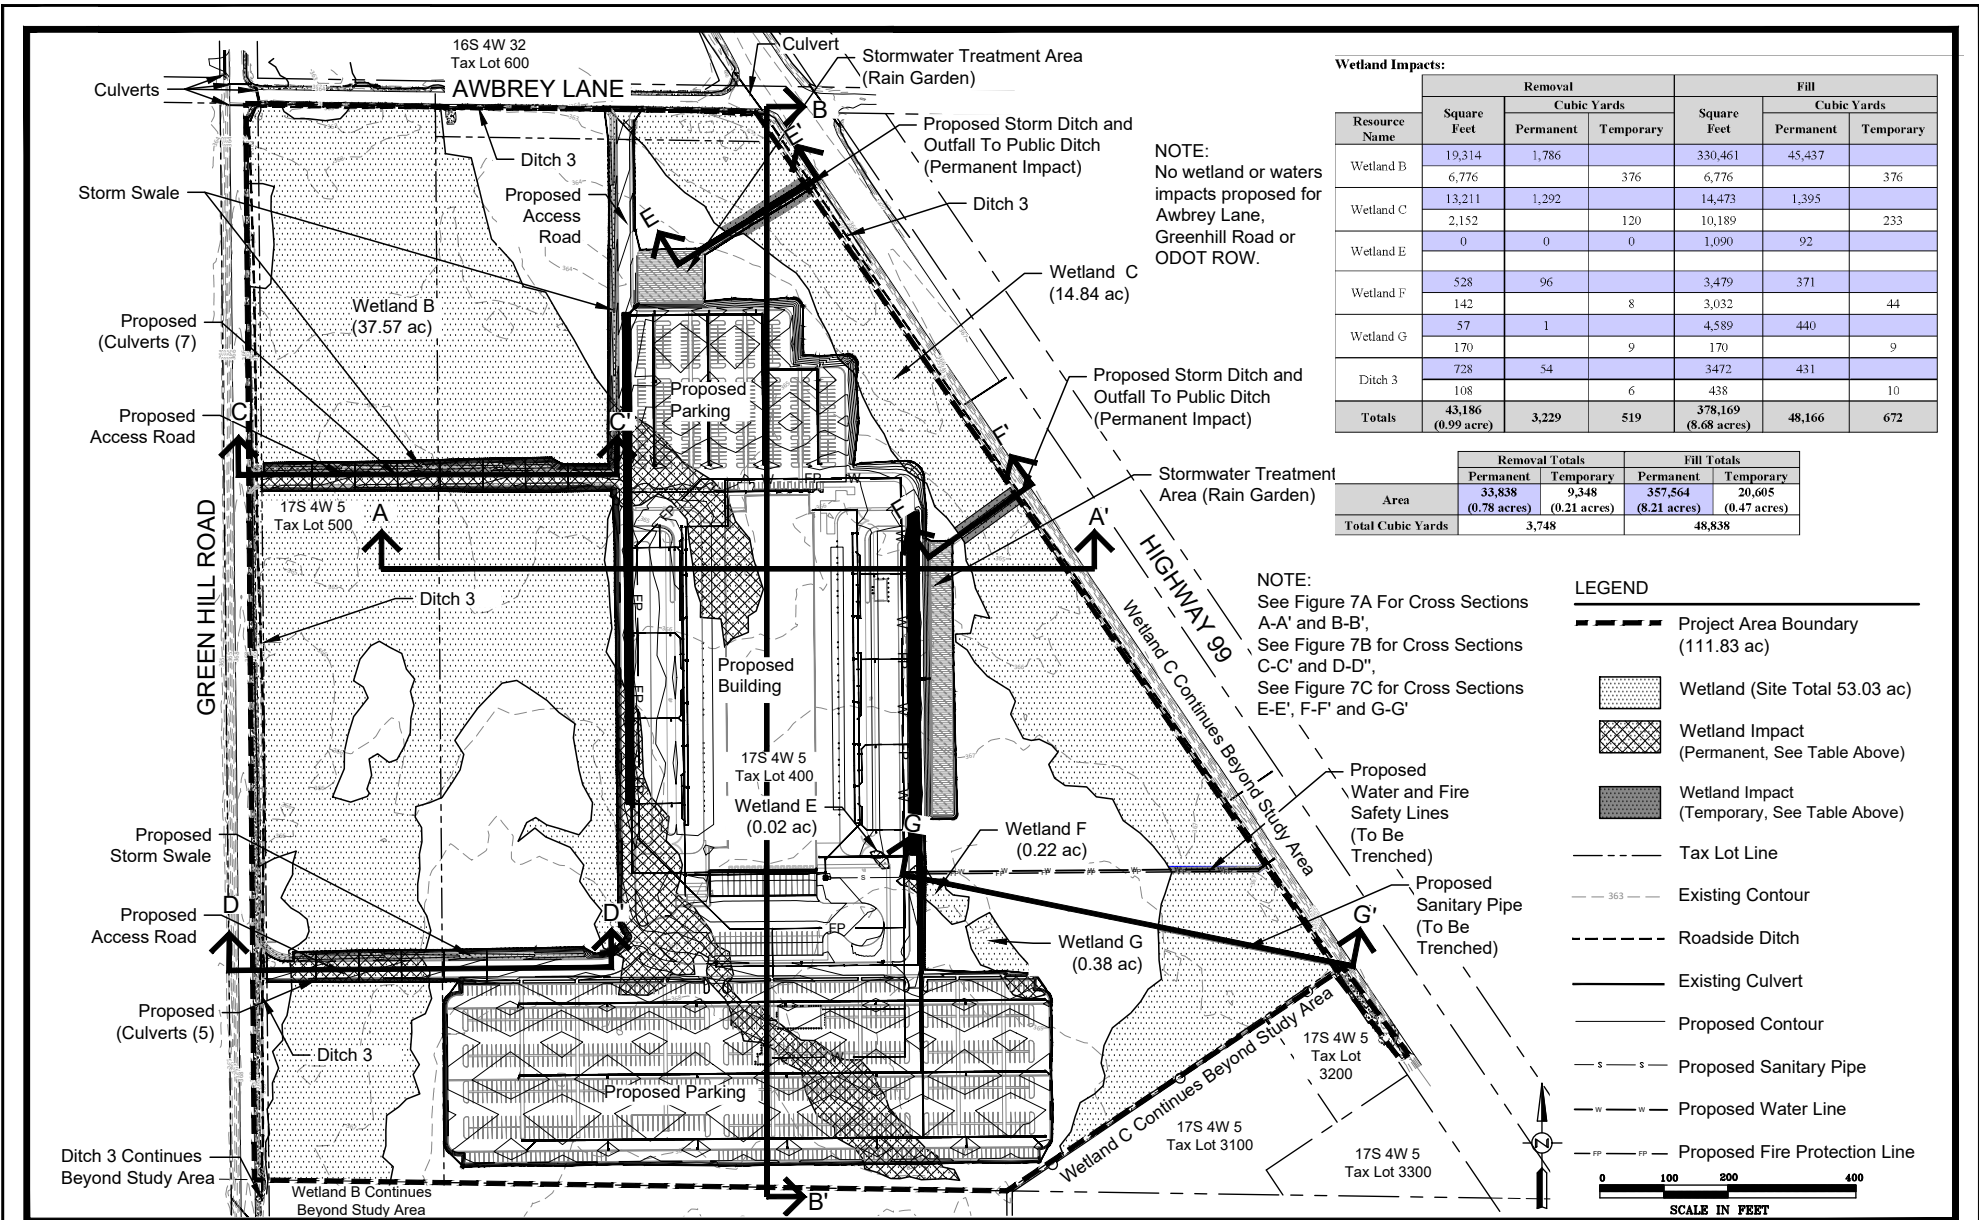 16S 4W 32
Tax Lot 600
AWBREY LANE
Culverts
Culvert
Stormwater Treatment Area
(Rain Garden)
B
E'
Proposed Storm Ditch and
Outfall To Public Ditch
(Permanent Impact)
NOTE:
No wetland or waters
impacts proposed for
Awbrey Lane,
Greenhill Road or
ODOT ROW.
Ditch 3
Storm Swale
Proposed
Access
Road
E
Ditch 3
Wetland C
(14.84 ac)
Wetland B
(37.57 ac)
Proposed
(Culverts (7)
Proposed
Access Road
C
C'
Proposed
Parking
Proposed Storm Ditch and
Outfall To Public Ditch
(Permanent Impact)
F'
Stormwater Treatment
Area (Rain Garden)
17S 4W 5
Tax Lot 500
A
A'
F
GREEN HILL ROAD
HIGHWAY 99
Ditch 3
Wetland C Continues Beyond Study Area
Proposed
Building
17S 4W 5
Tax Lot 400
Wetland E
(0.02 ac)
G
Wetland F
(0.22 ac)
Proposed
Water and Fire
Safety Lines
(To Be
Trenched)
Proposed
Storm Swale
Proposed
Access Road
D
D'
FP
Wetland G
(0.38 ac)
Proposed
Sanitary Pipe
(To Be
Trenched)
G'
Proposed
(Culverts (5)
Ditch 3
Proposed Parking
Wetland C Continues Beyond Study Area
17S 4W 5
Tax Lot
3200
17S 4W 5
Tax Lot 3100
17S 4W 5
Tax Lot 3300
Ditch 3 Continues
Beyond Study Area
Wetland B Continues
Beyond Study Area
B'
Wetland Impacts:
Removal Fill
Resource Name Square Feet Cubic Yards Square Feet Cubic Yards
Permanent Temporary Permanent Temporary
Wetland B 19,314 1,786 330,461 45,437
6,776 376 6,776 376
Wetland C 13,211 1,292 14,473 1,395
2,152 120 10,189 233
Wetland E 0 0 0 1,090 92
Wetland F 528 96 3,479 371
142 8 3,032 44
Wetland G 57 1 4,589 440
170 9 170 9
Ditch 3 728 54 3472 431
108 6 438 10
Totals 43,186 (0.99 acre) 3,229 519 378,169 (8.68 acres) 48,166 672
Removal Totals Fill Totals
Permanent Temporary Permanent Temporary
Area 33,838 (0.78 acres) 9,348 (0.21 acres) 357,564 (8.21 acres) 20,605 (0.47 acres)
Total Cubic Yards 3,748 48,838
NOTE:
See Figure 7A For Cross Sections
A-A' and B-B',
See Figure 7B for Cross Sections
C-C' and D-D'',
See Figure 7C for Cross Sections
E-E', F-F' and G-G'
LEGEND
Project Area Boundary
(111.83 ac)
Wetland (Site Total 53.03 ac)
Wetland Impact
(Permanent, See Table Above)
Wetland Impact
(Temporary, See Table Above)
Tax Lot Line
363 Existing Contour
Roadside Ditch
Existing Culvert
Proposed Contour
S S Proposed Sanitary Pipe
W W Proposed Water Line
FP FP Proposed Fire Protection Line
Z
0 100 200 400
SCALE IN FEET